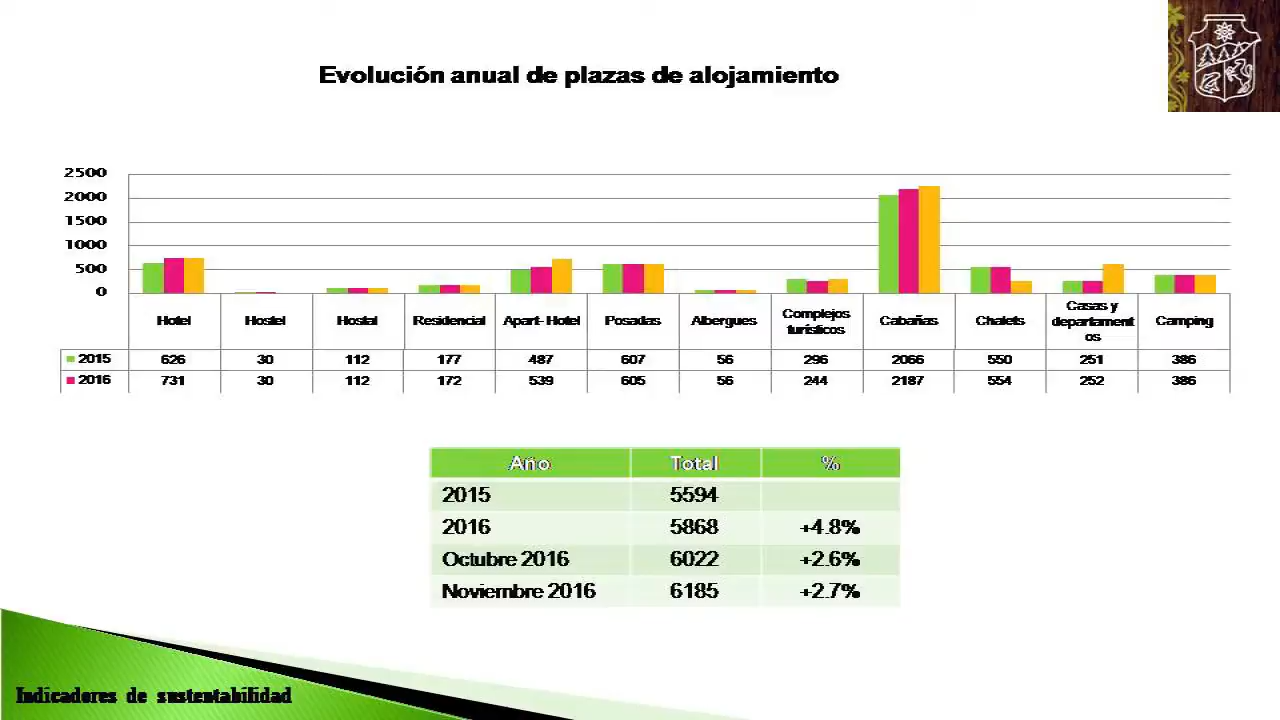 Evolución anual de plazas de alojamiento
2500
2000
1500
1000
500
0
Hotel Hostel Hostal Residencial Apart-Hotel Posadas Albergues Complejos turísticos Cabañas Chalets Casas y departamentos Camping
2015 626 30 112 177 487 607 56 296 2066 550 251 386
2016 731 30 112 172 539 605 56 244 2187 554 252 386
Año Total %
2015 5594
2016 5868 +4.8%
Octubre 2016 6022 +2.6%
Noviembre 2016 6185 +2.7%
Indicadores de sustentabilidad